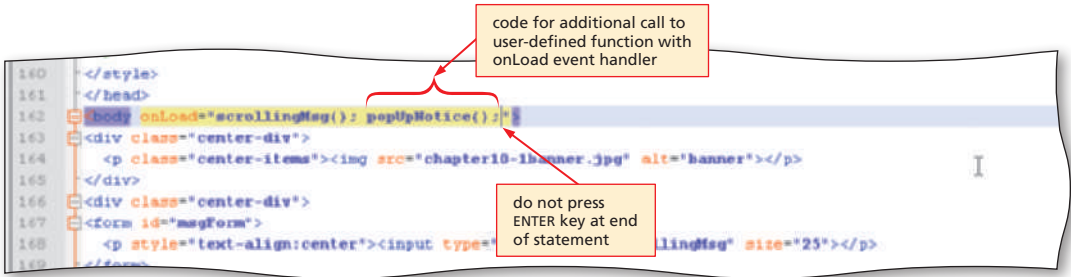 code for additional call to
user-defined function with
onLoad event handler
160 </style>
161 </head>
162 <body onLoad="scrollingMsg(); popUpNotice();">
163 <div class="center-div">
164 <p class="center-items"><img src="chapter10-1banner.jpg" alt="banner"></p>
165 </div>
166 <div class="center-div">
167 <form id="msgForm">
168 <p style="text-align:center"><input type=" llingMsg" size="25"></p>
169 </form>
do not press
ENTER key at end
of statement